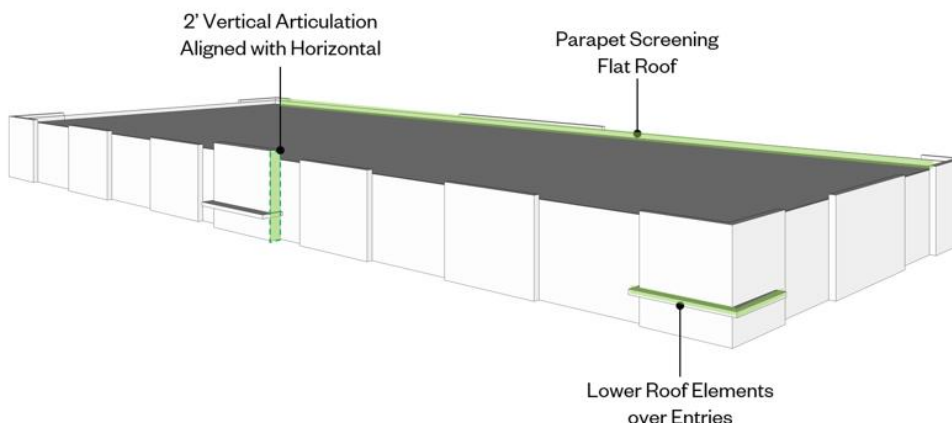 2' Vertical Articulation
Aligned with Horizontal
Parapet Screening
Flat Roof
Lower Roof Elements
over Entries